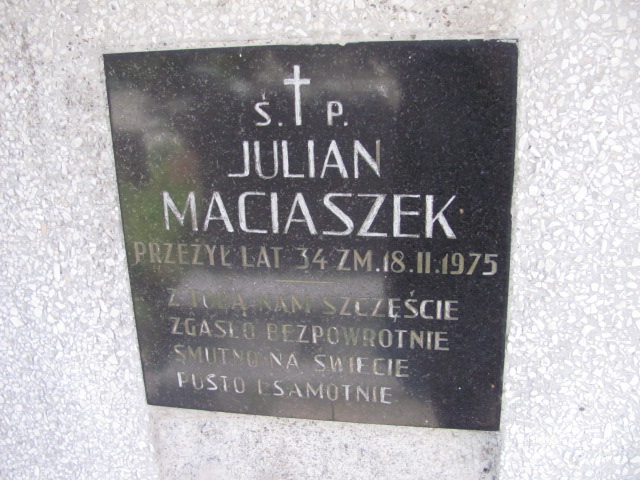 Ś. P.
JULIAN
MACIASZEK
PRZEŻYŁ LAT 34 ZM. 18.II.1975
Z TOBĄ NAM SZCZĘŚCIE
ZGASŁO BEZPOWROTNIE
SMUTNO NA ŚWIECIE
PUSTO I SAMOTNIE